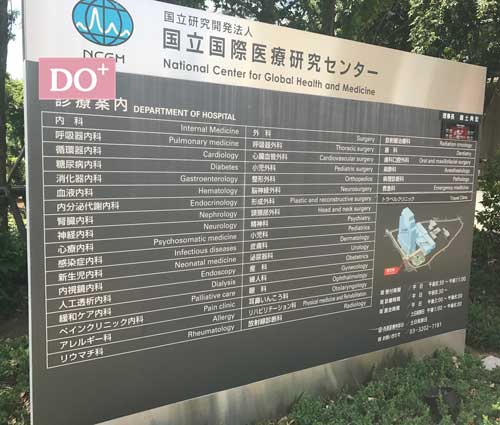 国立研究開発法人
国立国際医療研究センター
National Center for Global Health and Medicine
NCGM
DO+
診療案内 DEPARTMENT OF HOSPITAL
内科 Internal Medicine
呼吸器内科 Pulmonary medicine
循環器内科 Cardiology
糖尿病内科 Diabetes
消化器内科 Gastroenterology
血液内科 Hematology
内分泌代謝内科 Endocrinology
腎臓内科 Nephrology
神経内科 Neurology
心療内科 Psychosomatic medicine
感染症内科 Infectious diseases
新生児内科 Neonatal medicine
内視鏡内科 Endoscopy
人工透析内科 Dialysis
緩和ケア内科 Palliative care
ペインクリニック内科 Pain clinic
アレルギー科 Allergy
リウマチ科 Rheumatology
外科 Surgery
呼吸器外科 Thoracic surgery
心臓血管外科 Cardiovascular surgery
小児外科 Pediatric surgery
整形外科 Orthopedics
脳神経外科 Neurosurgery
形成外科 Plastic and reconstructive surgery
頭頸部外科 Head and neck surgery
精神科 Psychiatry
小児科 Pediatrics
皮膚科 Dermatology
泌尿器科 Urology
産科 Obstetrics
婦人科 Gynecology
眼科 Ophthalmology
耳鼻いんこう科 Otolaryngology
リハビリテーション科 Physical medicine and Rehabilitation
放射線診断科 Radiology
理事長 國土典宏
放射線治療科 Radiation oncology
歯科 Dentistry
歯科口腔外科 Oral and maxillofacial surgery
麻酔科 Anesthesiology
病理診断科 Pathology
救急科 Emergency medicine
トラベルクリニック Travel Clinic
03-3202-7181